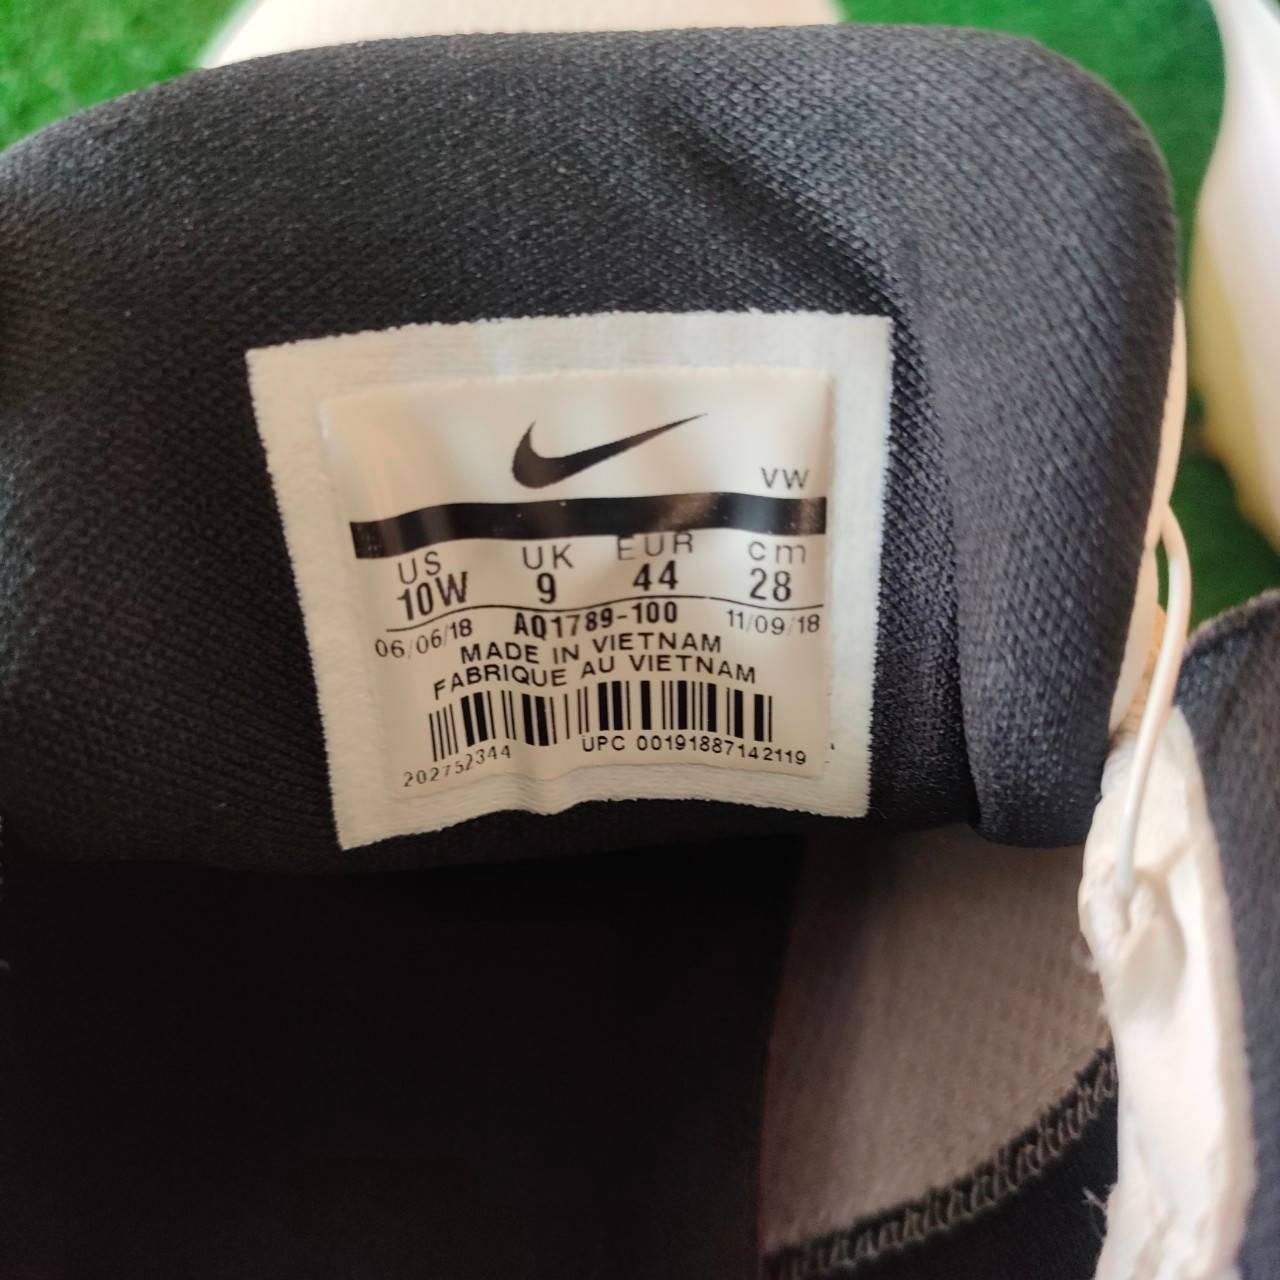 VW
US UK EUR cm
10W 9 44 28
06/06/18 AQ1789-100 11/09/18
MADE IN VIETNAM
FABRIQUE AU VIETNAM
202752344 UPC 00191887142119